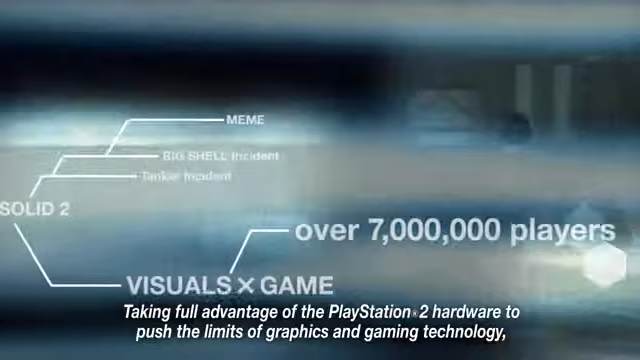 MEME
BIG SHELL Incident
Tanker Incident
SOLID 2
over 7,000,000 players
VISUALS × GAME
Taking full advantage of the PlayStation®2 hardware to
push the limits of graphics and gaming technology,